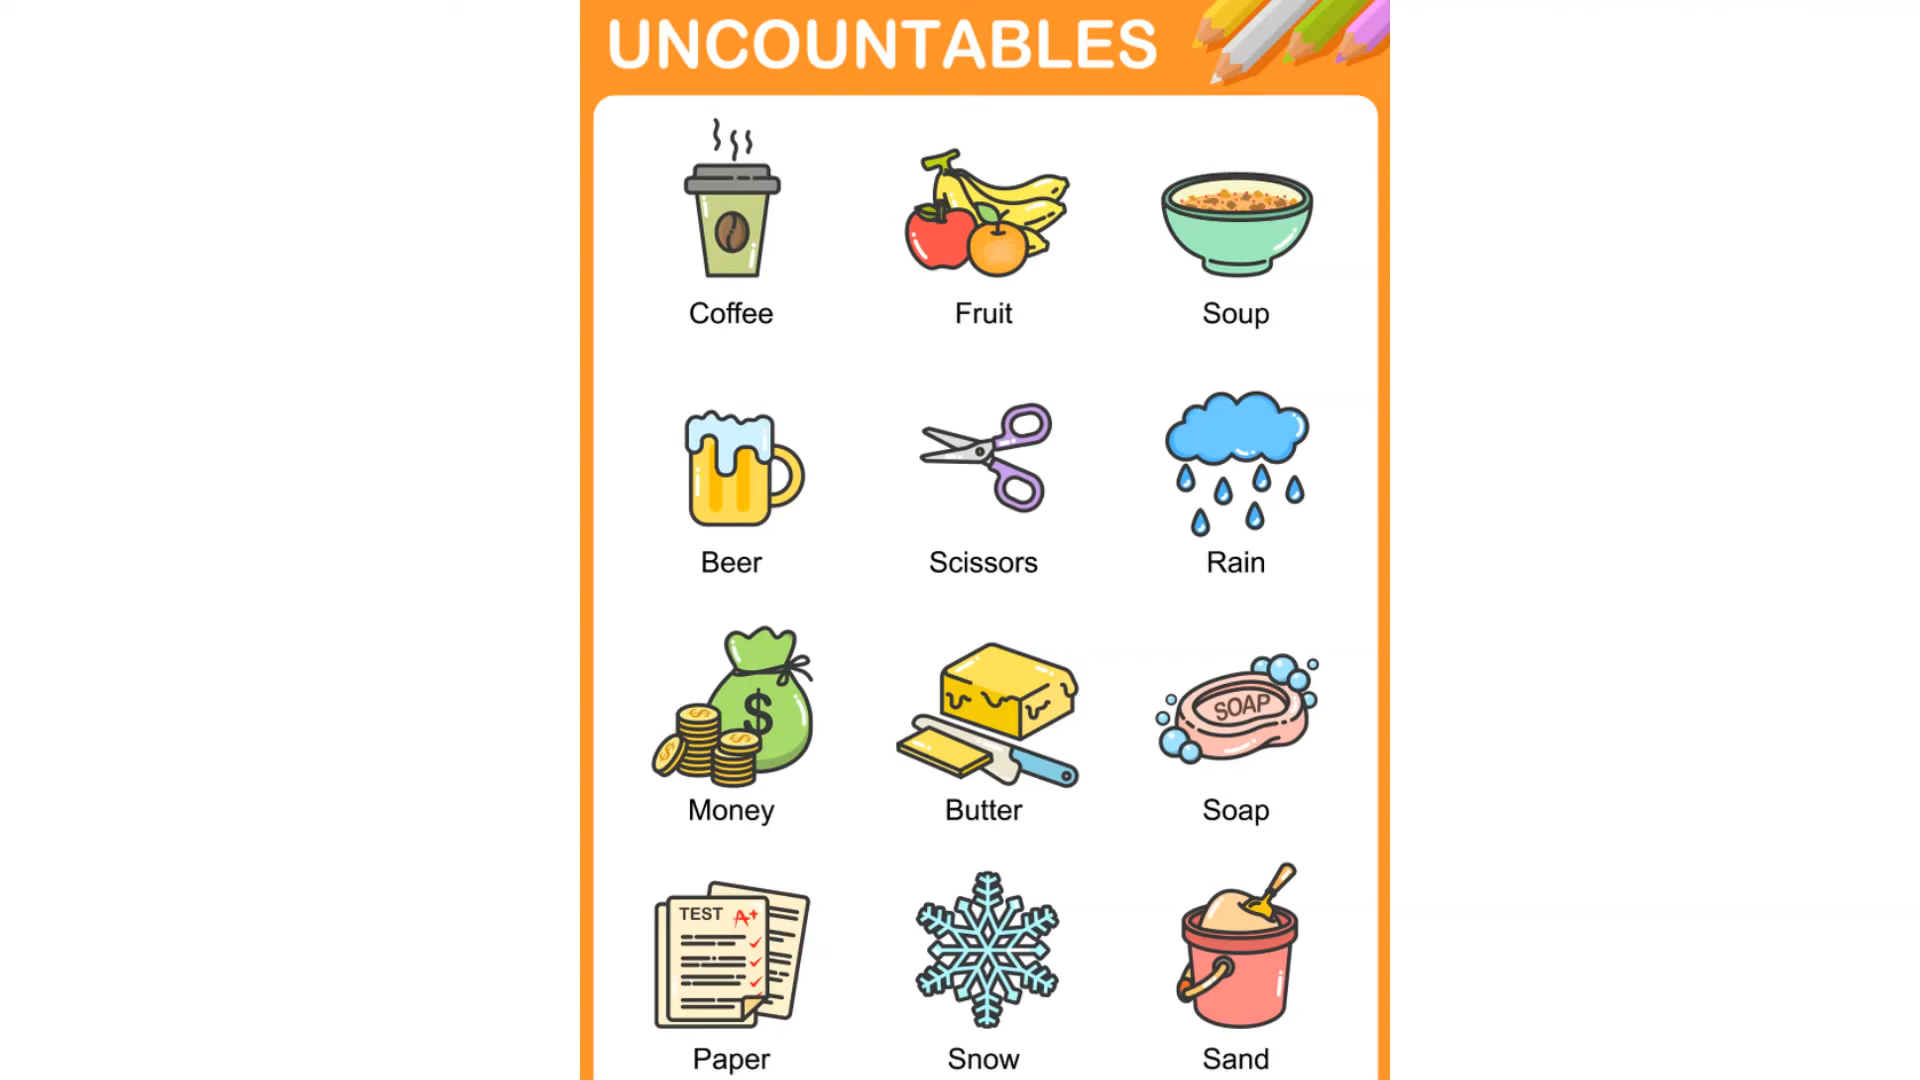 UNCOUNTABLES
Coffee
Fruit
Soup
Beer
Scissors
Rain
$
Money
Butter
SOAP
Soap
TEST A+
Paper
Snow
Sand